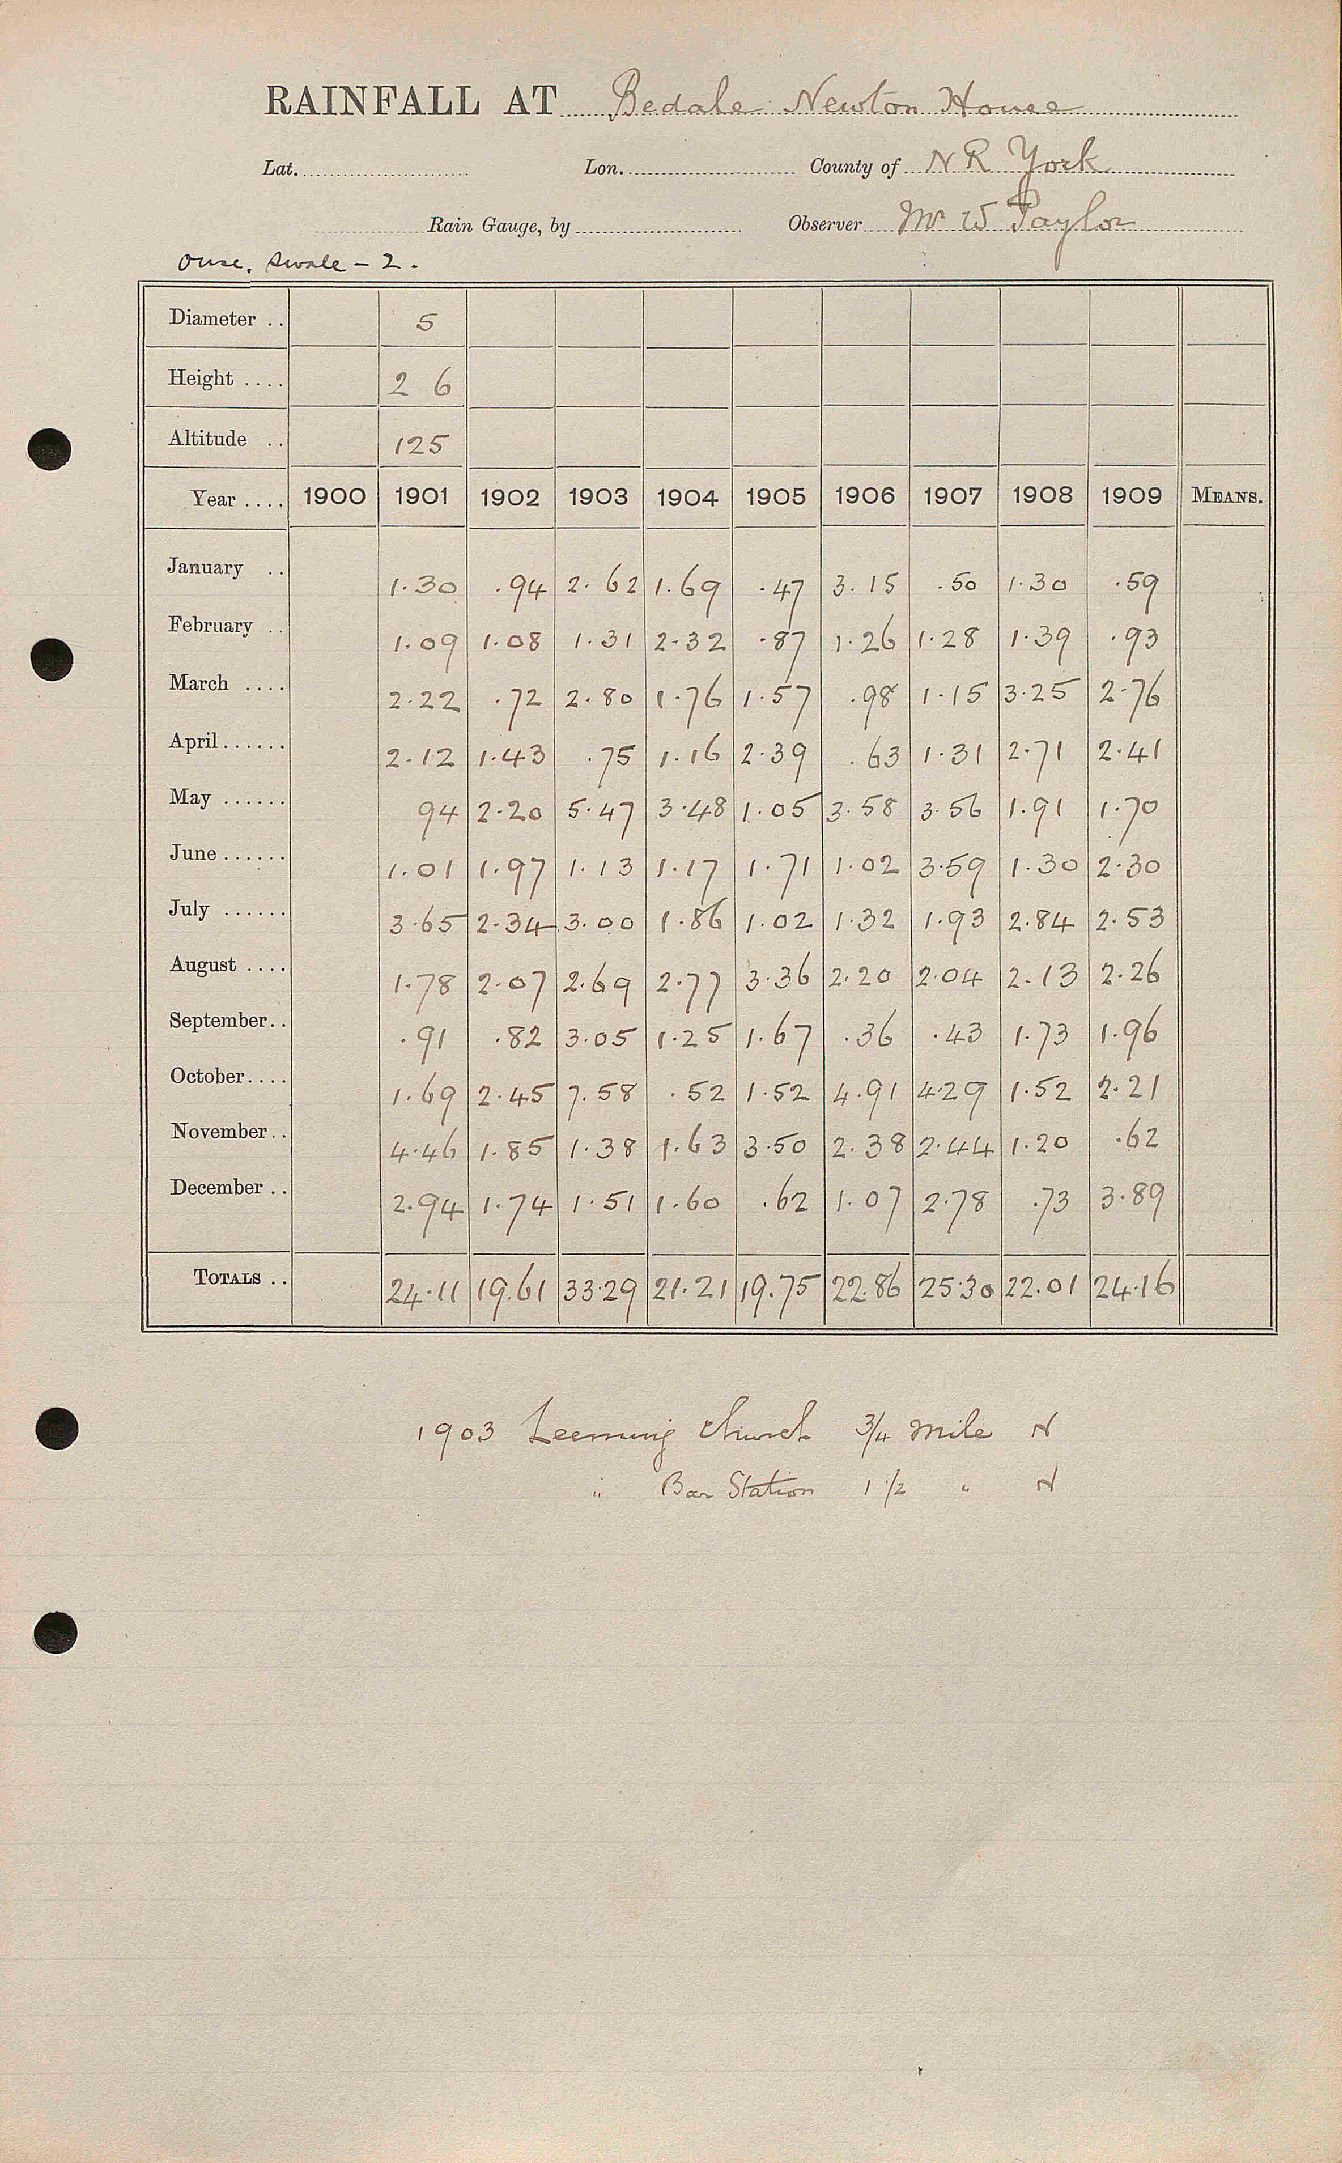 RAINFALL AT Bedale Newton House
Lat. Lon. County of N R York
Rain Gauge, by Observer Mr W Taylor
Ouse, Swale - 2.
Diameter .. 5
Height .... 2 6
Altitude .. 125
Year .... 1900 1901 1902 1903 1904 1905 1906 1907 1908 1909 MEANS.
January .. 1.30 .94 2.62 1.69 .47 3.15 .50 1.30 .59
February .. 1.09 1.08 1.31 2.32 .87 1.26 1.28 1.39 .93
March .... 2.22 .72 2.80 1.76 1.57 .98 1.15 3.25 2.76
April...... 2.12 1.43 .75 1.16 2.39 .63 1.31 2.71 2.41
May ...... 94 2.20 5.47 3.48 1.05 3.58 3.56 1.91 1.70
June...... 1.01 1.97 1.13 1.17 1.71 1.02 3.59 1.30 2.30
July ...... 3.65 2.34 3.00 1.86 1.02 1.32 1.93 2.84 2.53
August .... 1.78 2.07 2.69 2.77 3.36 2.20 2.04 2.13 2.26
September.. .91 .82 3.05 1.25 1.67 .36 .43 1.73 1.96
October.... 1.69 2.45 7.58 .52 1.52 4.91 4.29 1.52 2.21
November.. 4.46 1.85 1.38 1.63 3.50 2.38 2.44 1.20 .62
December .. 2.94 1.74 1.51 1.60 .62 1.07 2.78 .73 3.89
TOTALS .. 24.11 19.61 33.29 21.21 19.75 22.86 25.30 22.01 24.16
1903 Leeming Church 3/4 mile N
" Bar Station 1 1/2 " N